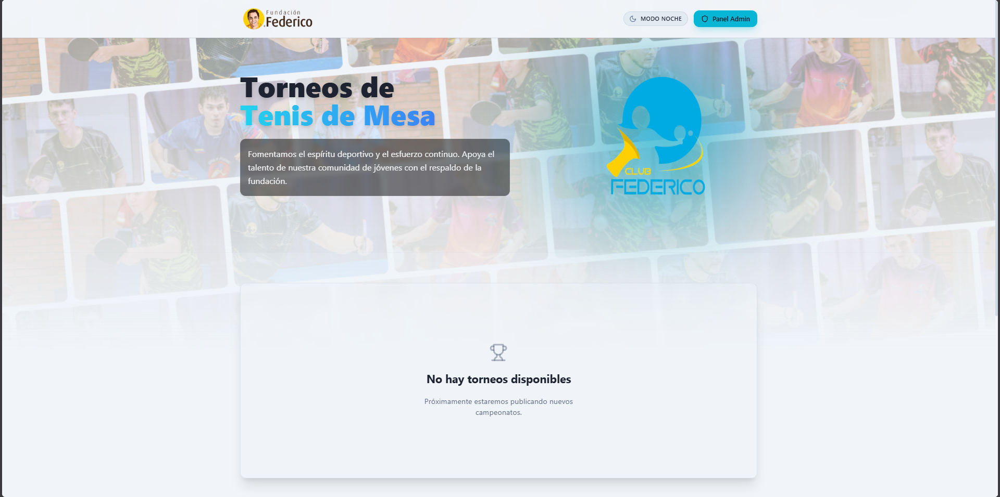 Fundación
Federico
MODO NOCHE
Panel Admin
Torneos de
Tenis de Mesa
Fomentamos el espíritu deportivo y el esfuerzo continuo. Apoya el
talento de nuestra comunidad de jóvenes con el respaldo de la
fundación.
CLUB
FEDERICO
No hay torneos disponibles
Próximamente estaremos publicando nuevos
campeonatos.